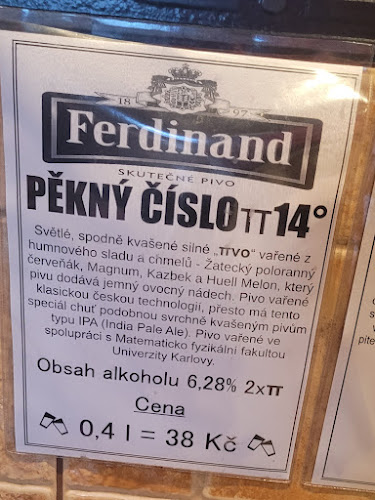 18 97
Ferdinand
SKUTEČNÉ PIVO
PĚKNÝ ČÍSLO π 14°
Světlé, spodně kvašené silné „πVO“ vařené z
humnového sladu a chmelů - Žatecký poloranný
červeňák, Magnum, Kazbek a Huell Melon, který
pivu dodává jemný ovocný nádech. Pivo vařené
klasickou českou technologií, přesto má tento
speciál chuť podobnou svrchně kvašeným pivům
typu IPA (India Pale Ale). Pivo vařené ve
spolupráci s Matematicko fyzikální fakultou
Univerzity Karlovy.
Obsah alkoholu 6,28% 2xπ
Cena
0,4 l = 38 Kč